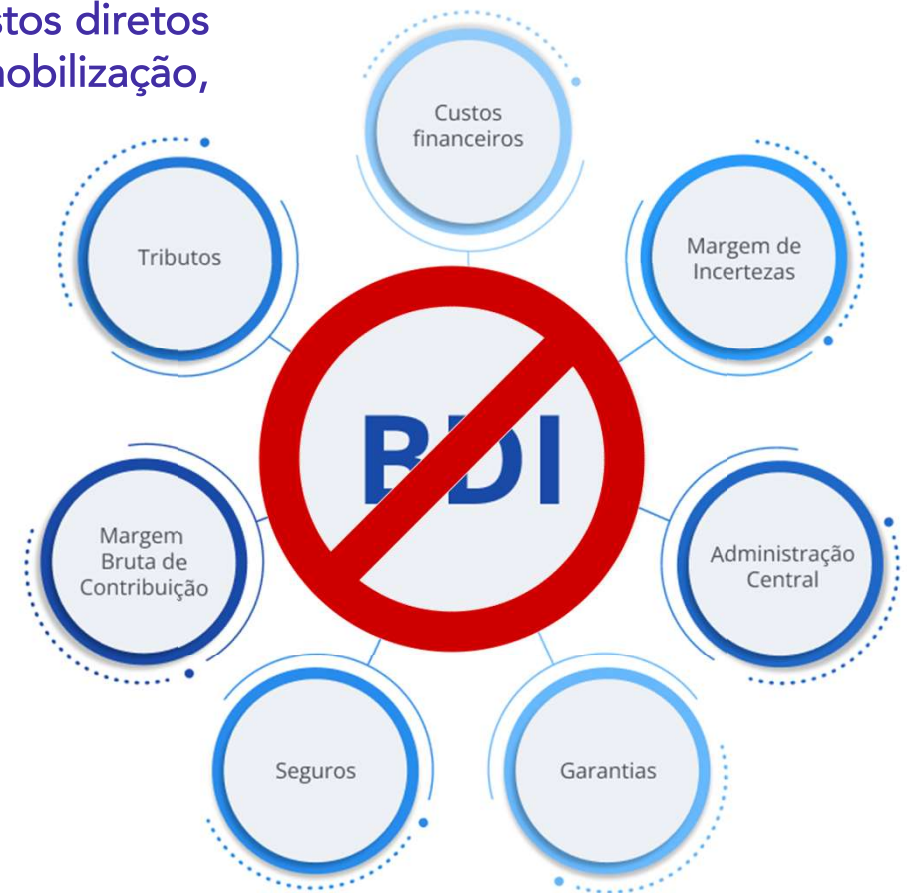 stos diretos
nobilização,
Custos
financeiros
Tributos
Margem de
Incertezas
BDI
Margem
Bruta de
Contribuição
Administração
Central
Seguros
Garantias